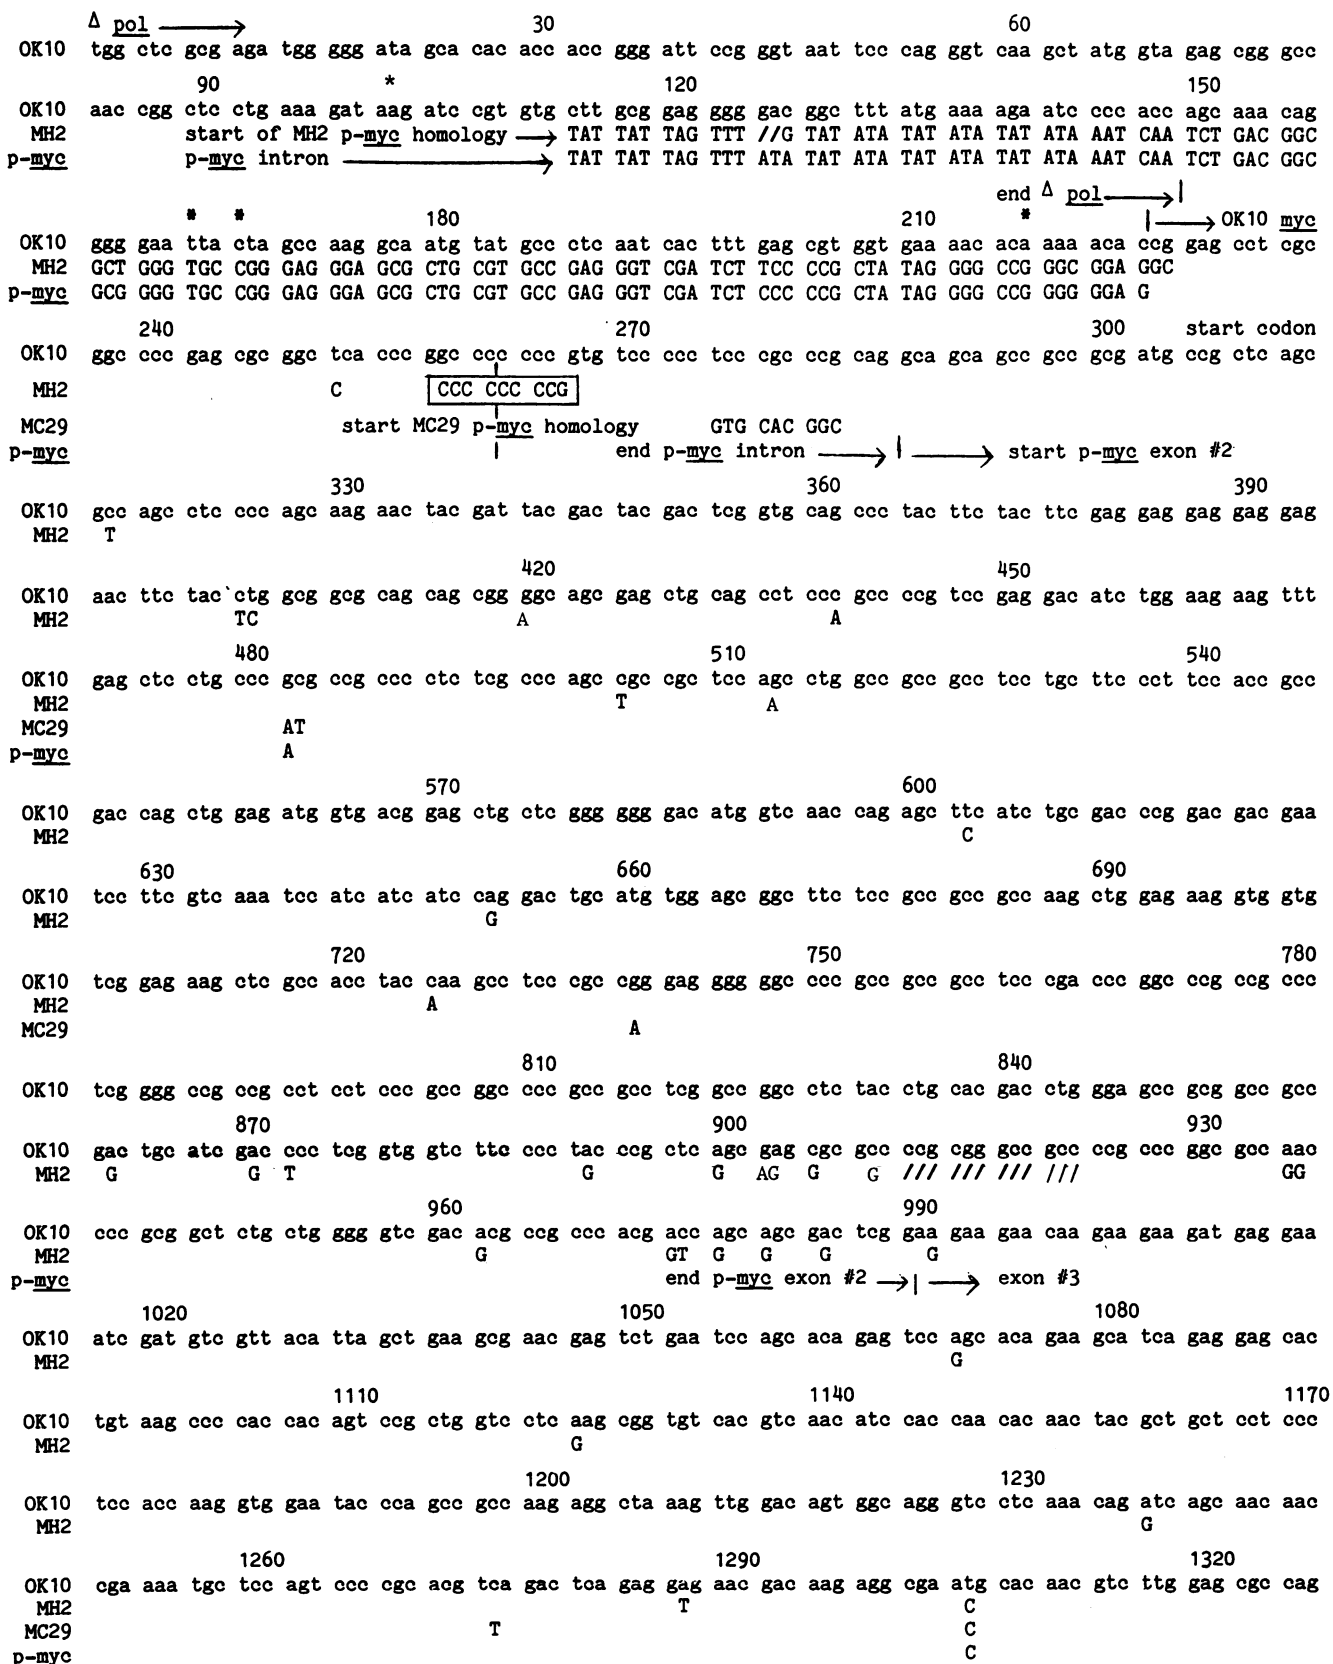 Δ pol ⟶ 30 60
OK10 tgg ctc gcg aga tgg ggg ata gca cac acc acc ggg att ccg ggt aat tcc cag ggt caa gct atg gta gag cgg gcc
90 * 120 150
OK10 aac cgg ctc ctg aaa gat aag atc cgt gtg ctt gcg gag ggg gac ggc ttt atg aaa aga atc ccc acc agc aaa cag
MH2 start of MH2 p-myc homology ⟶ TAT TAT TAG TTT //G TAT ATA TAT ATA TAT ATA AAT CAA TCT GAC GGC
p-myc p-myc intron ⟶ TAT TAT TAG TTT ATA TAT ATA TAT ATA TAT ATA AAT CAA TCT GAC GGC
end Δ pol ⟶ |
* * 180 210 * | ⟶ OK10 myc
OK10 ggg gaa tta cta gcc aag gca atg tat gcc ctc aat cac ttt gag cgt ggt gaa aac aca aaa aca ccg gag cct cgc
MH2 GCT GGG TGC CGG GAG GGA GCG CTG CGT GCC GAG GGT CGA TCT TCC CCG CTA TAG GGG CCG GGC GGA GGC
p-myc GCG GGG TGC CGG GAG GGA GCG CTG CGT GCC GAG GGT CGA TCT CCC CCG CTA TAG GGG CCG GGG GGA G
240 270 300 start codon
OK10 ggc ccc gag cgc ggc tca ccc ggc ccc ccc gtg tcc ccc tcc cgc ccg cag gca gca gcc gcc gcg atg ccg ctc agc
MH2 C CCC CCC CCG
MC29 start MC29 p-myc homology GTG CAC GGC
p-myc | end p-myc intron ⟶ | ⟶ start p-myc exon #2
330 360 390
OK10 gcc agc ctc ccc agc aag aac tac gat tac gac tac gac tcg gtg cag ccc tac ttc tac ttc gag gag gag gag gag
MH2 T
420 450
OK10 aac ttc tac ctg gcg gcg cag cag cgg ggc agc gag ctg cag cct ccc gcc ccg tcc gag gac atc tgg aag aag ttt
MH2 TC A A
480 510 540
OK10 gag ctc ctg ccc gcg ccg ccc ctc tcg ccc agc cgc cgc tcc agc ctg gcc gcc gcc tcc tgc ttc cct tcc acc gcc
MH2 T A
MC29 AT
p-myc A
570 600
OK10 gac cag ctg gag atg gtg acg gag ctg ctc ggg ggg gac atg gtc aac cag agc ttc atc tgc gac ccg gac gac gaa
MH2 C
630 660 690
OK10 tcc ttc gtc aaa tcc atc atc atc cag gac tgc atg tgg agc ggc ttc tcc gcc gcc gcc aag ctg gag aag gtg gtg
MH2 G
720 750 780
OK10 tcg gag aag ctc gcc acc tac caa gcc tcc cgc cgg gag ggg ggc ccc gcc gcc gcc tcc cga ccc ggc ccg ccg ccc
MH2 A
MC29 A
810 840
OK10 tcg ggg ccg ccg cct cct ccc gcc ggc ccc gcc gcc tcg gcc ggc ctc tac ctg cac gac ctg gga gcc gcg gcc gcc
870 900 930
OK10 gac tgc atc gac ccc tcg gtg gtc ttc ccc tac ccg ctc agc gag cgc gcc ccg cgg gcc gcc ccg ccc ggc gcc aac
MH2 G G T G G AG G G /// /// /// /// GG
960 990
OK10 ccc gcg gct ctg ctg ggg gtc gac acg ccg ccc acg acc agc agc gac tcg gaa gaa gaa caa gaa gaa gat gag gaa
MH2 G GT G G G G
p-myc end p-myc exon #2 ⟶ | ⟶ exon #3
1020 1050 1080
OK10 atc gat gtc gtt aca tta gct gaa gcg aac gag tct gaa tcc agc aca gag tcc agc aca gaa gca tca gag gag cac
MH2 G
1110 1140 1170
OK10 tgt aag ccc cac cac agt ccg ctg gtc ctc aag cgg tgt cac gtc aac atc cac caa cac aac tac gct gct cct ccc
MH2 G
1200 1230
OK10 tcc acc aag gtg gaa tac cca gcc gcc aag agg cta aag ttg gac agt ggc agg gtc ctc aaa cag atc agc aac aac
MH2 G
1260 1290 1320
OK10 cga aaa tgc tcc agt ccc cgc acg tca gac tca gag gag aac gac aag agg cga atg cac aac gtc ttg gag cgc cag
MH2 T C
MC29 T C
p-myc C